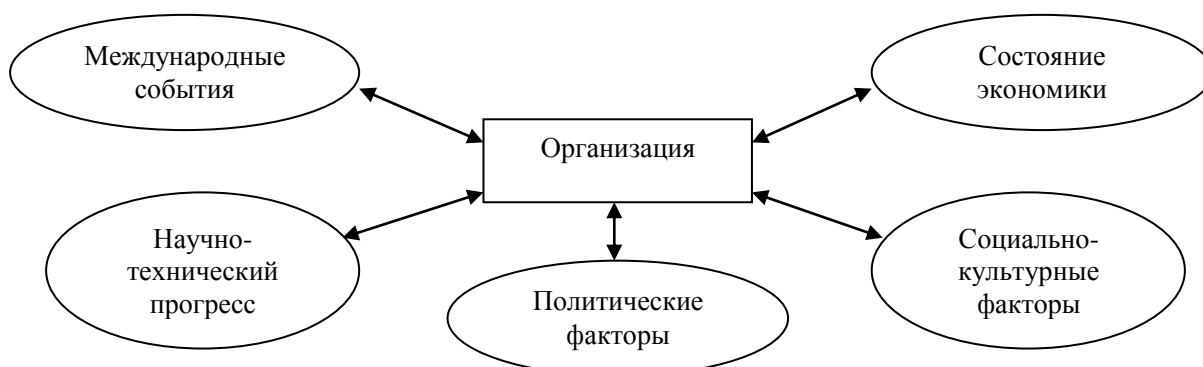 Международные
события
Состояние
экономики
Организация
Научно-
технический
прогресс
Политические
факторы
Социально-
культурные
факторы